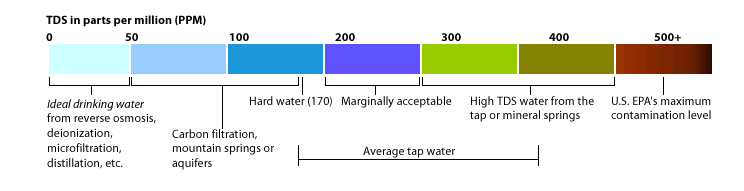 TDS in parts per million (PPM)
0 50 100 200 300 400 500+
Ideal drinking water
from reverse osmosis,
deionization,
microfiltration,
distillation, etc.
Carbon filtration,
mountain springs or
aquifers
Hard water (170)
Marginally acceptable
High TDS water from the
tap or mineral springs
U.S. EPA's maximum
contamination level
Average tap water